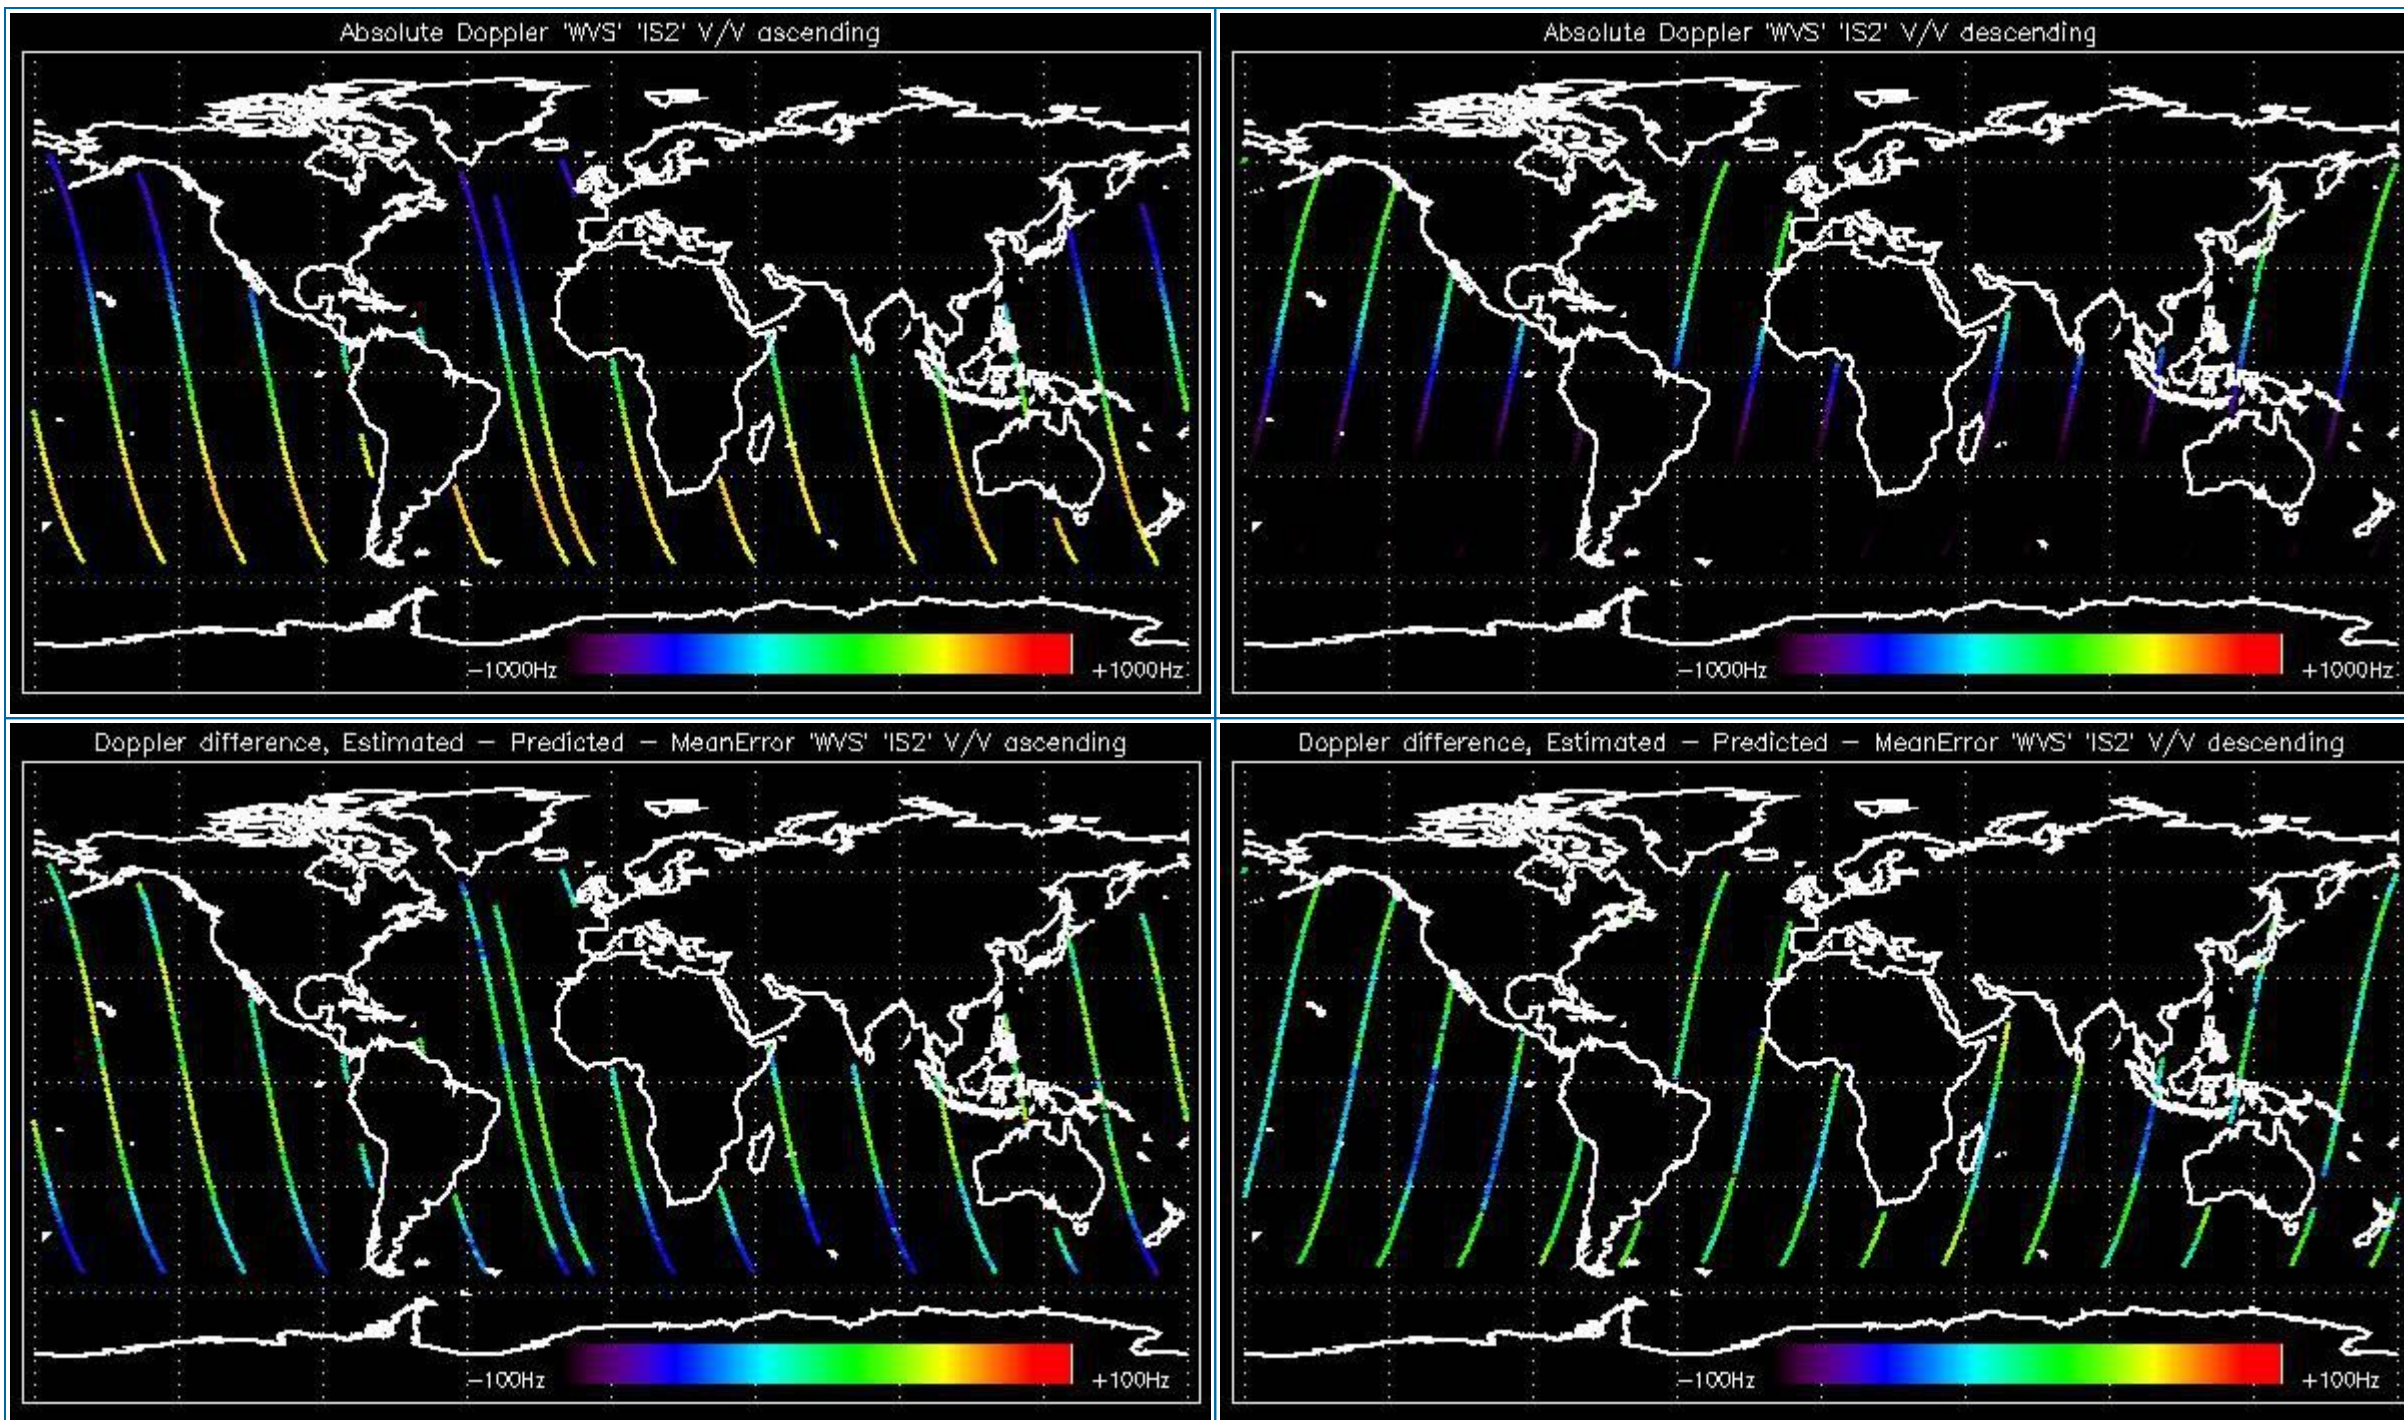 Absolute Doppler 'WVS' 'IS2' V/V ascending
−1000Hz +1000Hz
Absolute Doppler 'WVS' 'IS2' V/V descending
−1000Hz +1000Hz
Doppler difference, Estimated − Predicted − MeanError 'WVS' 'IS2' V/V ascending
−100Hz +100Hz
Doppler difference, Estimated − Predicted − MeanError 'WVS' 'IS2' V/V descending
−100Hz +100Hz